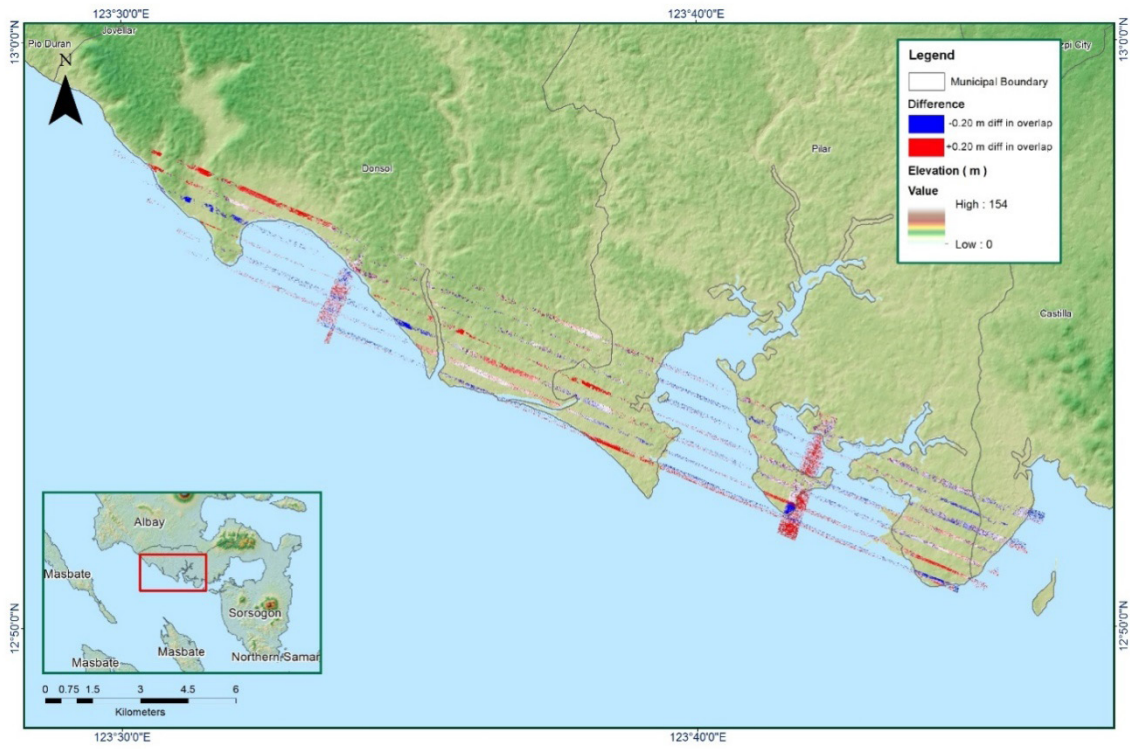 123°30'0"E
123°40'0"E
Jovellar
Pio Duran
N
13°0'0"N
13°0'0"N
Legend
Municipal Boundary
Difference
-0.20 m diff in overlap
+0.20 m diff in overlap
Elevation ( m )
Value
High : 154
Low : 0
pi City
Pilar
Donsol
Castilla
Albay
Masbate
Sorsogon
Masbate
Masbate
Northern Samar
12°50'0"N
12°50'0"N
0 0.75 1.5 3 4.5 6
Kilometers
123°30'0"E
123°40'0"E